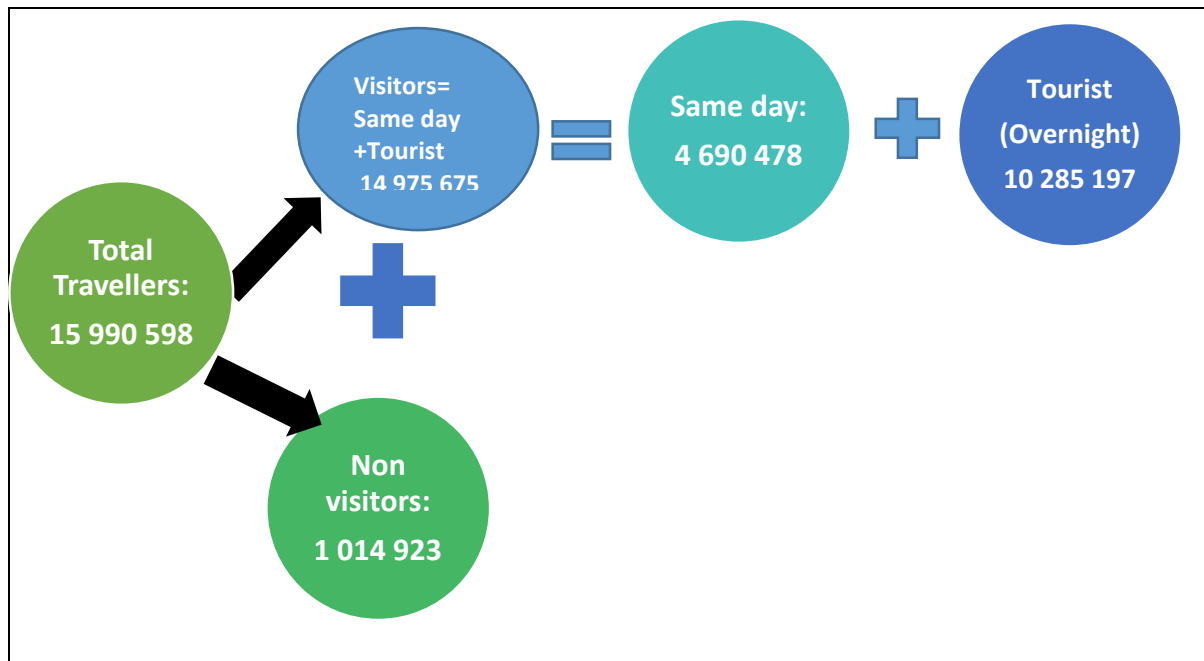 Visitors=
Same day
+Tourist
14 975 675
Same day:
4 690 478
Tourist
(Overnight)
10 285 197
Total
Travellers:
15 990 598
Non
visitors:
1 014 923